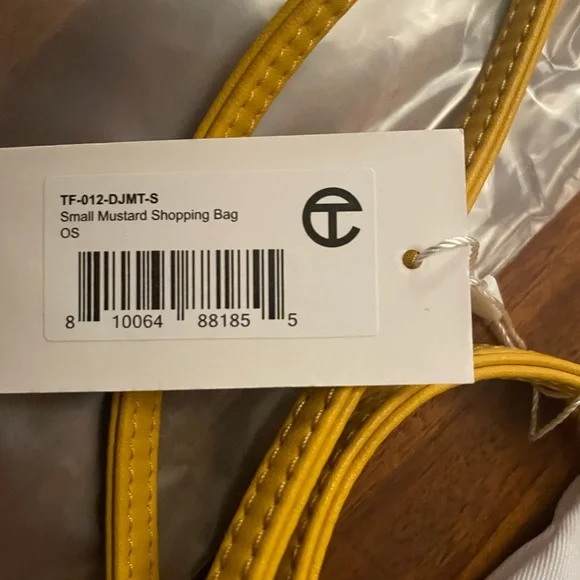 TF-012-DJMT-S
Small Mustard Shopping Bag
OS
8 10064 88185 5